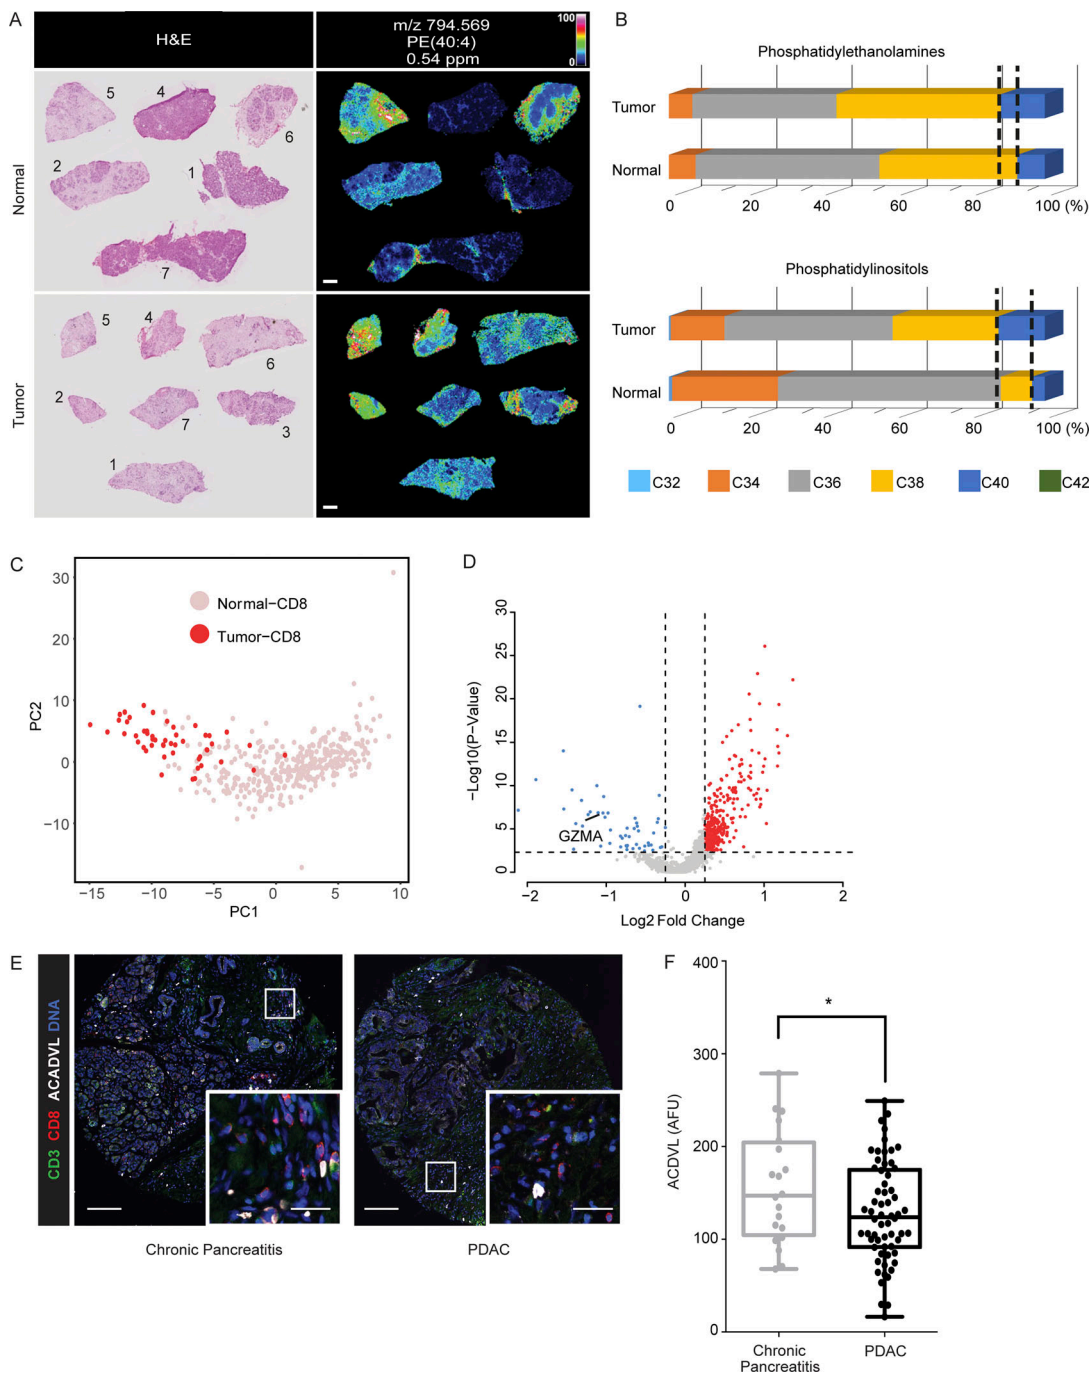 A
H&E
m/z 794.569
PE(40:4)
0.54 ppm
100
0
Normal
5
4
6
2
1
7
Tumor
5
4
6
2
7
3
1
B
Phosphatidylethanolamines
Tumor
Normal
0 20 40 60 80 100 (%)
Phosphatidylinositols
Tumor
Normal
0 20 40 60 80 100 (%)
C32 C34 C36 C38 C40 C42
C
PC2
30
20
10
0
−10
Normal−CD8
Tumor−CD8
−15 −10 −5 0 5 10
PC1
D
−Log10(P−Value)
30
25
20
15
10
5
0
GZMA
−2 −1 0 1 2
Log2 Fold Change
E
CD3 CD8 ACADVL DNA
Chronic Pancreatitis
PDAC
F
ACDVL (AFU)
400
300
200
100
0
*
Chronic
Pancreatitis
PDAC